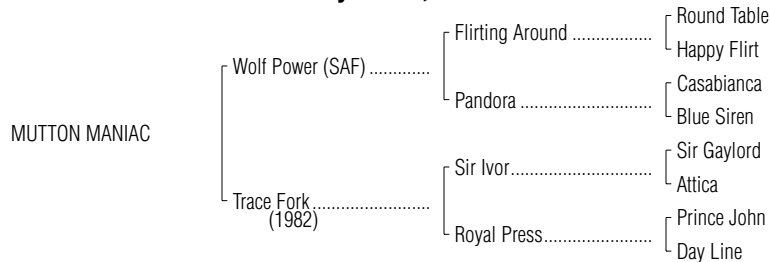 Round Table
Flirting Around
Happy Flirt
Wolf Power (SAF)
Casabianca
Pandora
Blue Siren
MUTTON MANIAC
Sir Gaylord
Sir Ivor
Attica
Trace Fork
(1982)
Prince John
Royal Press
Day Line